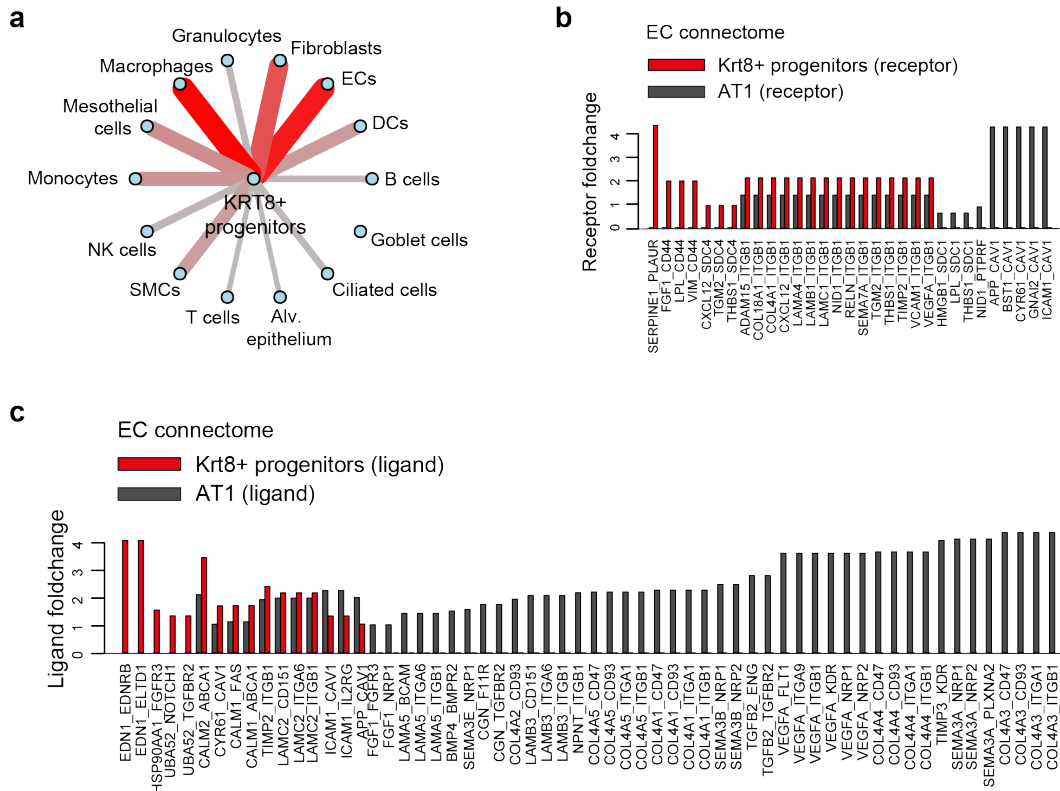 a
Granulocytes
Fibroblasts
Macrophages
ECs
Mesothelial
cells
DCs
Monocytes
B cells
KRT8+
progenitors
NK cells
Goblet cells
SMCs
Ciliated cells
T cells
Alv.
epithelium
b
EC connectome
Krt8+ progenitors (receptor)
AT1 (receptor)
Receptor foldchange
0
1
2
3
4
SERPINE1_PLAUR
FGF1_CD44
LPL_CD44
VIM_CD44
CXCL12_SDC4
TGM2_SDC4
THBS1_SDC4
ADAM15_ITGB1
COL18A1_ITGB1
COL4A1_ITGB1
CXCL12_ITGB1
LAMA4_ITGB1
LAMB1_ITGB1
LAMC1_ITGB1
NID1_ITGB1
RELN_ITGB1
SEMA7A_ITGB1
TGM2_ITGB1
THBS1_ITGB1
TIMP2_ITGB1
VCAM1_ITGB1
VEGFA_ITGB1
HMGB1_SDC1
LPL_SDC1
THBS1_SDC1
NID1_PTPRF
APP_CAV1
BST1_CAV1
CYR61_CAV1
GNAI2_CAV1
ICAM1_CAV1
c
EC connectome
Krt8+ progenitors (ligand)
AT1 (ligand)
Ligand foldchange
0
1
2
3
4
EDN1_EDNRB
EDN1_ELTD1
HSP90AA1_FGFR3
UBA52_NOTCH1
UBA52_TGFBR2
CALM2_ABCA1
CYR61_CAV1
CALM1_FAS
CALM1_ABCA1
TIMP2_ITGB1
LAMC2_CD151
LAMC2_ITGA6
LAMC2_ITGB1
ICAM1_CAV1
ICAM1_IL2RG
APP_CAV1
FGF1_FGFR3
FGF1_NRP1
LAMA5_BCAM
LAMA5_ITGA6
LAMA5_ITGB1
BMP4_BMPR2
SEMA3E_NRP1
CGN_F11R
CGN_TGFBR2
COL4A2_CD93
LAMB3_CD151
LAMB3_ITGA6
LAMB3_ITGB1
NPNT_ITGB1
COL4A5_CD47
COL4A5_CD93
COL4A5_ITGA1
COL4A5_ITGB1
COL4A1_CD47
COL4A1_CD93
COL4A1_ITGA1
COL4A1_ITGB1
SEMA3B_NRP1
SEMA3B_NRP2
TGFB2_ENG
TGFB2_TGFBR2
VEGFA_FLT1
VEGFA_ITGA9
VEGFA_ITGB1
VEGFA_KDR
VEGFA_NRP1
VEGFA_NRP2
COL4A4_CD47
COL4A4_CD93
COL4A4_ITGA1
COL4A4_ITGB1
TIMP3_KDR
SEMA3A_NRP1
SEMA3A_NRP2
SEMA3A_PLXNA2
COL4A3_CD47
COL4A3_CD93
COL4A3_ITGA1
COL4A3_ITGB1